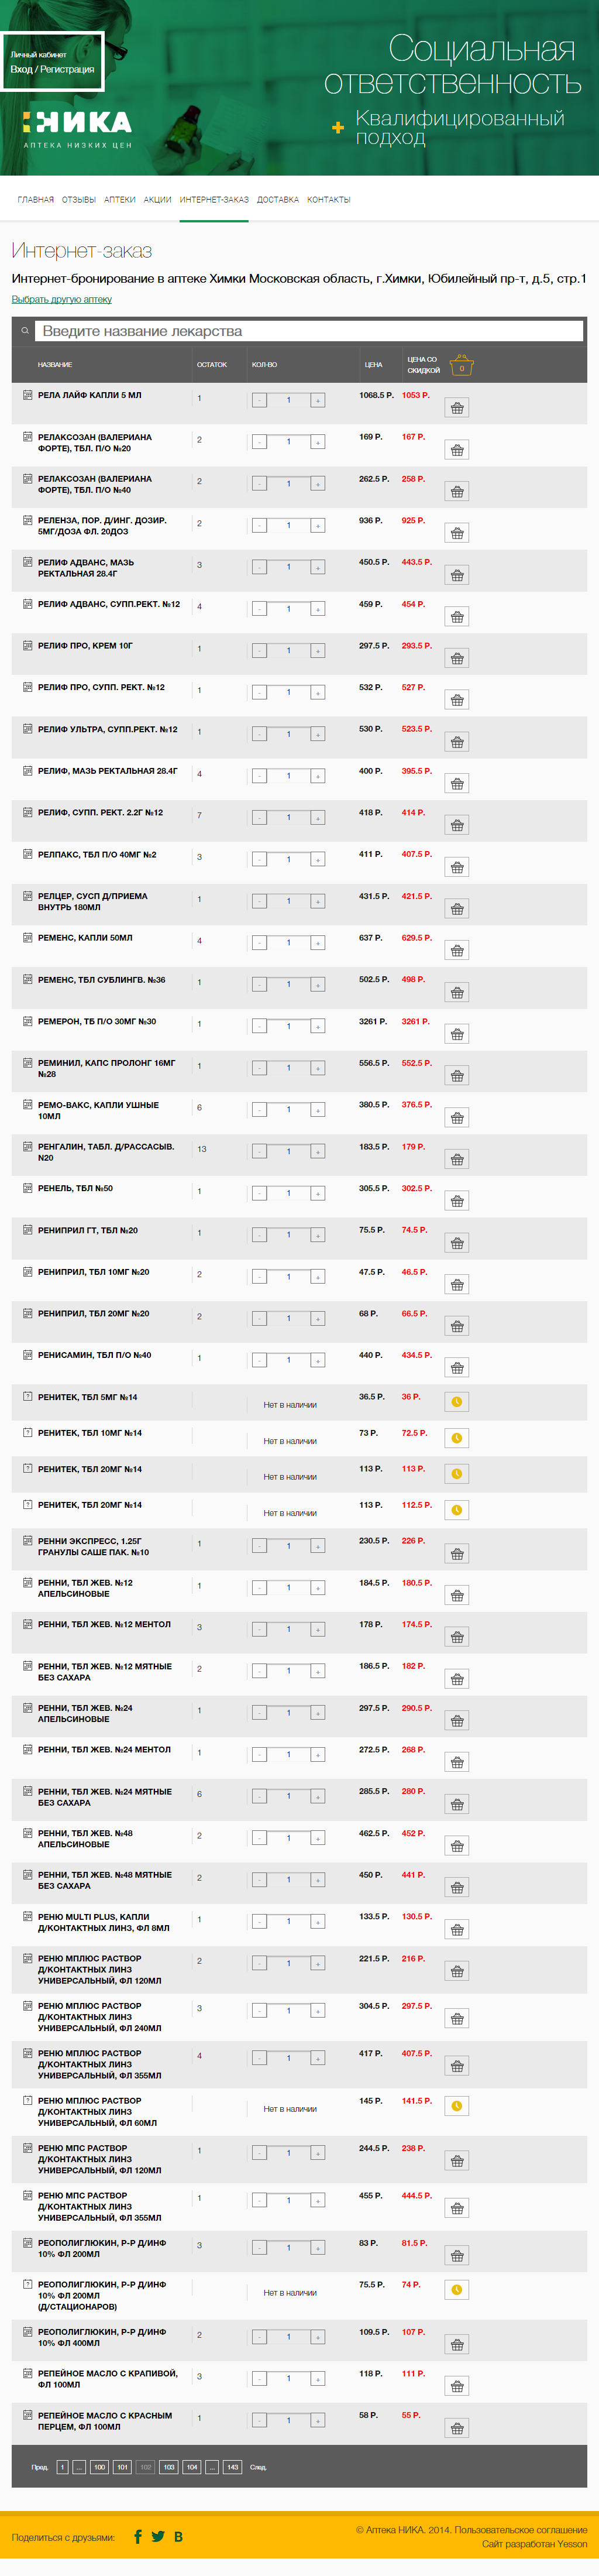 Личный кабинет
Вход / Регистрация
НИКА
АПТЕКА НИЗКИХ ЦЕН
Социальная
ответственность
+ Квалифицированный
подход
ГЛАВНАЯ ОТЗЫВЫ АПТЕКИ АКЦИИ ИНТЕРНЕТ-ЗАКАЗ ДОСТАВКА КОНТАКТЫ
Интернет-заказ
Интернет-бронирование в аптеке Химки Московская область, г.Химки, Юбилейный пр-т, д.5, стр.1
Выбрать другую аптеку
Введите название лекарства
НАЗВАНИЕ ОСТАТОК КОЛ-ВО ЦЕНА ЦЕНА СО
СКИДКОЙ 0
РЕЛА ЛАЙФ КАПЛИ 5 МЛ 1 - 1 + 1068.5 Р. 1053 Р.
РЕЛАКСОЗАН (ВАЛЕРИАНА 2 - 1 + 169 Р. 167 Р.
ФОРТЕ), ТБЛ. П/О №20
РЕЛАКСОЗАН (ВАЛЕРИАНА 2 - 1 + 262.5 Р. 258 Р.
ФОРТЕ), ТБЛ. П/О №40
РЕЛЕНЗА, ПОР. Д/ИНГ. ДОЗИР. 2 - 1 + 936 Р. 925 Р.
5МГ/ДОЗА ФЛ. 20ДОЗ
РЕЛИФ АДВАНС, МАЗЬ 3 - 1 + 450.5 Р. 443.5 Р.
РЕКТАЛЬНАЯ 28.4Г
РЕЛИФ АДВАНС, СУПП.РЕКТ. №12 4 - 1 + 459 Р. 454 Р.
РЕЛИФ ПРО, КРЕМ 10Г 1 - 1 + 297.5 Р. 293.5 Р.
РЕЛИФ ПРО, СУПП. РЕКТ. №12 1 - 1 + 532 Р. 527 Р.
РЕЛИФ УЛЬТРА, СУПП.РЕКТ. №12 1 - 1 + 530 Р. 523.5 Р.
РЕЛИФ, МАЗЬ РЕКТАЛЬНАЯ 28.4Г 4 - 1 + 400 Р. 395.5 Р.
РЕЛИФ, СУПП. РЕКТ. 2.2Г №12 7 - 1 + 418 Р. 414 Р.
РЕЛПАКС, ТБЛ П/О 40МГ №2 3 - 1 + 411 Р. 407.5 Р.
РЕЛЦЕР, СУСП Д/ПРИЕМА 1 - 1 + 431.5 Р. 421.5 Р.
ВНУТРЬ 180МЛ
РЕМЕНС, КАПЛИ 50МЛ 4 - 1 + 637 Р. 629.5 Р.
РЕМЕНС, ТБЛ СУБЛИНГВ. №36 1 - 1 + 502.5 Р. 498 Р.
РЕМЕРОН, ТБ П/О 30МГ №30 1 - 1 + 3261 Р. 3261 Р.
РЕМИНИЛ, КАПС ПРОЛОНГ 16МГ 1 - 1 + 556.5 Р. 552.5 Р.
№28
РЕМО-ВАКС, КАПЛИ УШНЫЕ 6 - 1 + 380.5 Р. 376.5 Р.
10МЛ
РЕНГАЛИН, ТАБЛ. Д/РАССАСЫВ. 13 - 1 + 183.5 Р. 179 Р.
N20
РЕНЕЛЬ, ТБЛ №50 1 - 1 + 305.5 Р. 302.5 Р.
РЕНИПРИЛ ГТ, ТБЛ №20 1 - 1 + 75.5 Р. 74.5 Р.
РЕНИПРИЛ, ТБЛ 10МГ №20 2 - 1 + 47.5 Р. 46.5 Р.
РЕНИПРИЛ, ТБЛ 20МГ №20 2 - 1 + 68 Р. 66.5 Р.
РЕНИСАМИН, ТБЛ П/О №40 1 - 1 + 440 Р. 434.5 Р.
РЕНИТЕК, ТБЛ 5МГ №14 Нет в наличии 36.5 Р. 36 Р.
РЕНИТЕК, ТБЛ 10МГ №14 Нет в наличии 73 Р. 72.5 Р.
РЕНИТЕК, ТБЛ 20МГ №14 Нет в наличии 113 Р. 113 Р.
РЕНИТЕК, ТБЛ 20МГ №14 Нет в наличии 113 Р. 112.5 Р.
РЕННИ ЭКСПРЕСС, 1.25Г 1 - 1 + 230.5 Р. 226 Р.
ГРАНУЛЫ САШЕ ПАК. №10
РЕННИ, ТБЛ ЖЕВ. №12 1 - 1 + 184.5 Р. 180.5 Р.
АПЕЛЬСИНОВЫЕ
РЕННИ, ТБЛ ЖЕВ. №12 МЕНТОЛ 3 - 1 + 178 Р. 174.5 Р.
РЕННИ, ТБЛ ЖЕВ. №12 МЯТНЫЕ 2 - 1 + 186.5 Р. 182 Р.
БЕЗ САХАРА
РЕННИ, ТБЛ ЖЕВ. №24 1 - 1 + 297.5 Р. 290.5 Р.
АПЕЛЬСИНОВЫЕ
РЕННИ, ТБЛ ЖЕВ. №24 МЕНТОЛ 1 - 1 + 272.5 Р. 268 Р.
РЕННИ, ТБЛ ЖЕВ. №24 МЯТНЫЕ 6 - 1 + 285.5 Р. 280 Р.
БЕЗ САХАРА
РЕННИ, ТБЛ ЖЕВ. №48 2 - 1 + 462.5 Р. 452 Р.
АПЕЛЬСИНОВЫЕ
РЕННИ, ТБЛ ЖЕВ. №48 МЯТНЫЕ 2 - 1 + 450 Р. 441 Р.
БЕЗ САХАРА
РЕНЮ MULTI PLUS, КАПЛИ 1 - 1 + 133.5 Р. 130.5 Р.
Д/КОНТАКТНЫХ ЛИНЗ, ФЛ 8МЛ
РЕНЮ МПЛЮС РАСТВОР 2 - 1 + 221.5 Р. 216 Р.
Д/КОНТАКТНЫХ ЛИНЗ
УНИВЕРСАЛЬНЫЙ, ФЛ 120МЛ
РЕНЮ МПЛЮС РАСТВОР 3 - 1 + 304.5 Р. 297.5 Р.
Д/КОНТАКТНЫХ ЛИНЗ
УНИВЕРСАЛЬНЫЙ, ФЛ 240МЛ
РЕНЮ МПЛЮС РАСТВОР 4 - 1 + 417 Р. 407.5 Р.
Д/КОНТАКТНЫХ ЛИНЗ
УНИВЕРСАЛЬНЫЙ, ФЛ 355МЛ
РЕНЮ МПЛЮС РАСТВОР Нет в наличии 145 Р. 141.5 Р.
Д/КОНТАКТНЫХ ЛИНЗ
УНИВЕРСАЛЬНЫЙ, ФЛ 60МЛ
РЕНЮ МПС РАСТВОР 1 - 1 + 244.5 Р. 238 Р.
Д/КОНТАКТНЫХ ЛИНЗ
УНИВЕРСАЛЬНЫЙ, ФЛ 120МЛ
РЕНЮ МПС РАСТВОР 1 - 1 + 455 Р. 444.5 Р.
Д/КОНТАКТНЫХ ЛИНЗ
УНИВЕРСАЛЬНЫЙ, ФЛ 355МЛ
РЕОПОЛИГЛЮКИН, Р-Р Д/ИНФ 3 - 1 + 83 Р. 81.5 Р.
10% ФЛ 200МЛ
РЕОПОЛИГЛЮКИН, Р-Р Д/ИНФ Нет в наличии 75.5 Р. 74 Р.
10% ФЛ 200МЛ
(Д/СТАЦИОНАРОВ)
РЕОПОЛИГЛЮКИН, Р-Р Д/ИНФ 2 - 1 + 109.5 Р. 107 Р.
10% ФЛ 400МЛ
РЕПЕЙНОЕ МАСЛО С КРАПИВОЙ, 3 - 1 + 118 Р. 111 Р.
ФЛ 100МЛ
РЕПЕЙНОЕ МАСЛО С КРАСНЫМ 1 - 1 + 58 Р. 55 Р.
ПЕРЦЕМ, ФЛ 100МЛ
Пред. 1 ... 100 101 102 103 104 ... 143 След.
Поделиться с друзьями:
© Аптека НИКА. 2014. Пользовательское соглашение
Сайт разработан Yesson